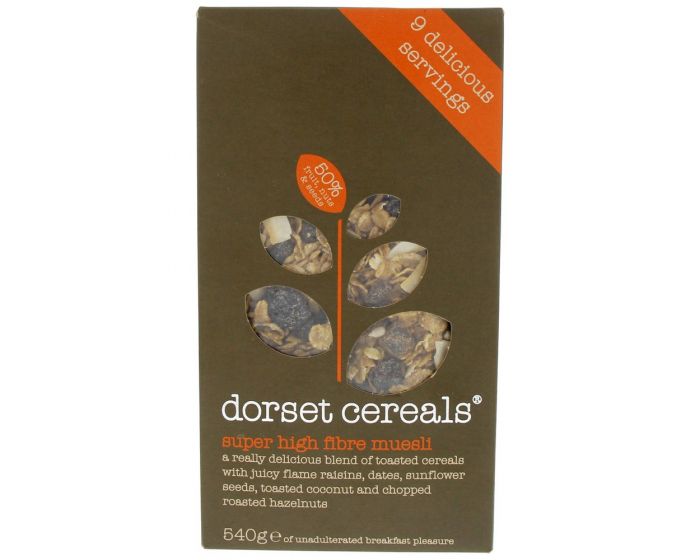 9 delicious
servings
50%
fruit, nuts
& seeds
dorset cereals®
super high fibre muesli
a really delicious blend of toasted cereals
with juicy flame raisins, dates, sunflower
seeds, toasted coconut and chopped
roasted hazelnuts
540g℮ of unadulterated breakfast pleasure